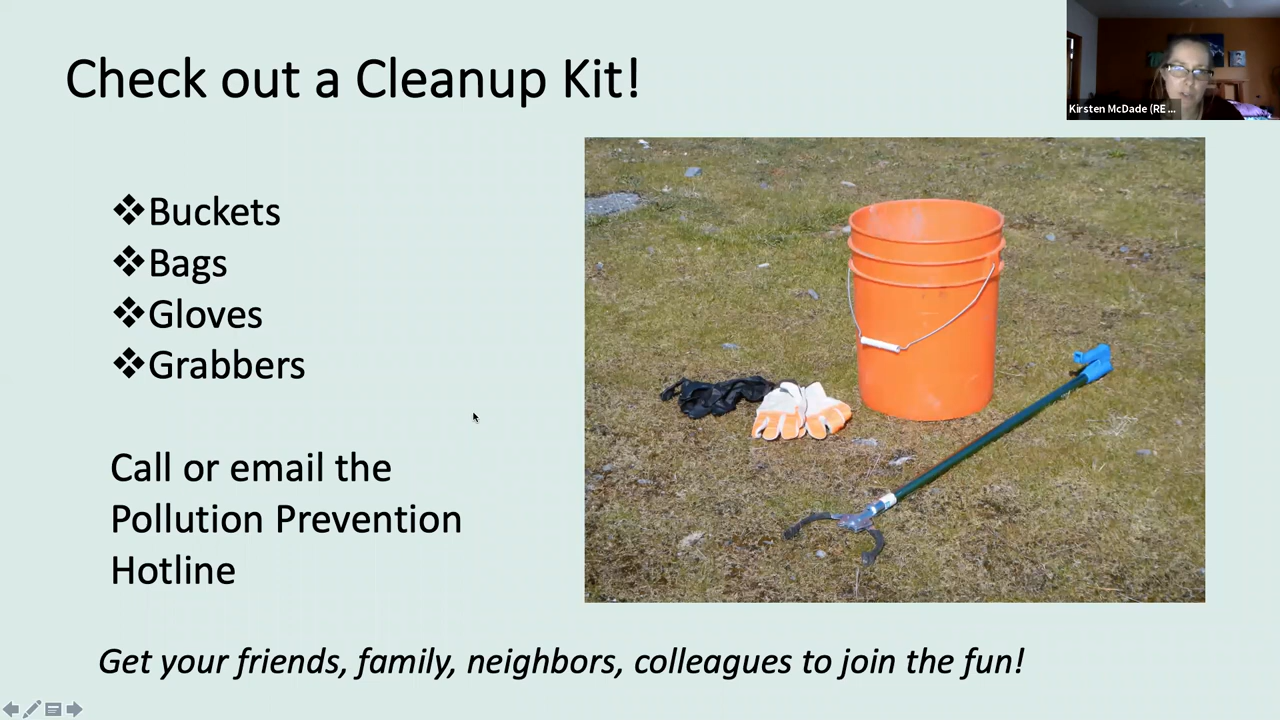 Check out a Cleanup Kit!
Kirsten McDade (RE ...
❖Buckets
❖Bags
❖Gloves
❖Grabbers
Call or email the
Pollution Prevention
Hotline
Get your friends, family, neighbors, colleagues to join the fun!